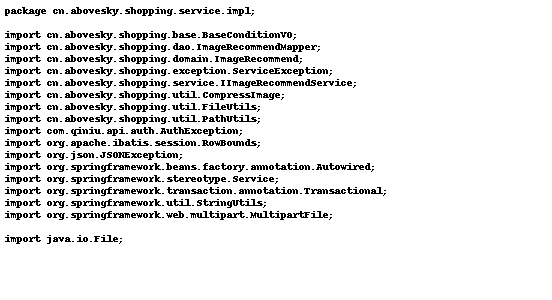 package cn.abovesky.shopping.service.impl;

import cn.abovesky.shopping.base.BaseConditionVO;
import cn.abovesky.shopping.dao.ImageRecommendMapper;
import cn.abovesky.shopping.domain.ImageRecommend;
import cn.abovesky.shopping.exception.ServiceException;
import cn.abovesky.shopping.service.IImageRecommendService;
import cn.abovesky.shopping.util.CompressImage;
import cn.abovesky.shopping.util.FileUtils;
import cn.abovesky.shopping.util.PathUtils;
import com.qiniu.api.auth.AuthException;
import org.apache.ibatis.session.RowBounds;
import org.json.JSONException;
import org.springframework.beans.factory.annotation.Autowired;
import org.springframework.stereotype.Service;
import org.springframework.transaction.annotation.Transactional;
import org.springframework.util.StringUtils;
import org.springframework.web.multipart.MultipartFile;

import java.io.File;